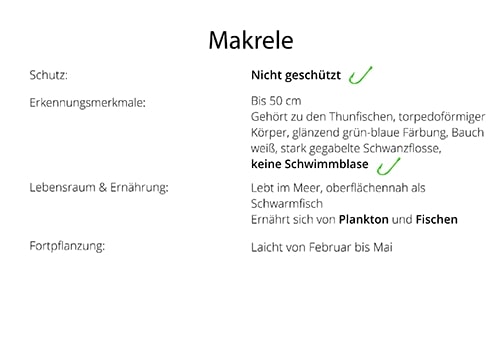 Makrele
Schutz:
Nicht geschützt
Erkennungsmerkmale:
Bis 50 cm
Gehört zu den Thunfischen, torpedoförmiger
Körper, glänzend grün-blaue Färbung, Bauch
weiß, stark gegabelte Schwanzflosse,
keine Schwimmblase
Lebensraum & Ernährung:
Lebt im Meer, oberflächennah als
Schwarmfisch
Ernährt sich von Plankton und Fischen
Fortpflanzung:
Laicht von Februar bis Mai